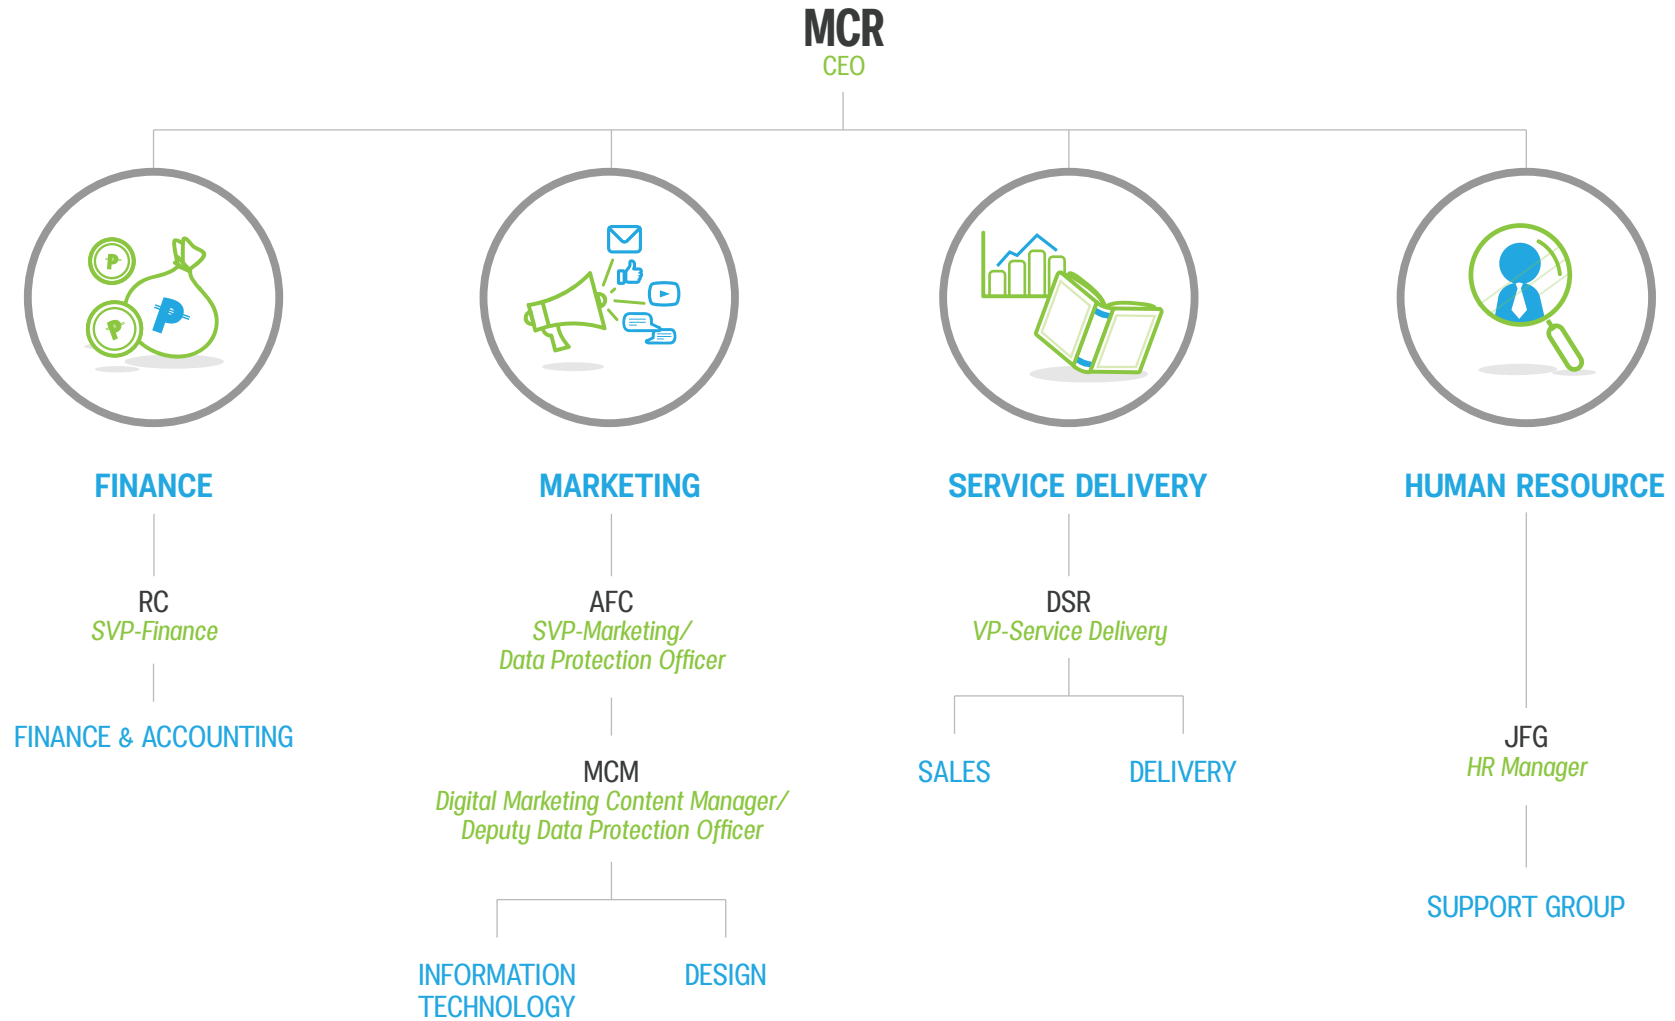 MCR
CEO
FINANCE
MARKETING
SERVICE DELIVERY
HUMAN RESOURCE
RC
SVP-Finance
FINANCE & ACCOUNTING
AFC
SVP-Marketing/
Data Protection Officer
MCM
Digital Marketing Content Manager/
Deputy Data Protection Officer
INFORMATION
TECHNOLOGY
DESIGN
DSR
VP-Service Delivery
SALES
DELIVERY
JFG
HR Manager
SUPPORT GROUP